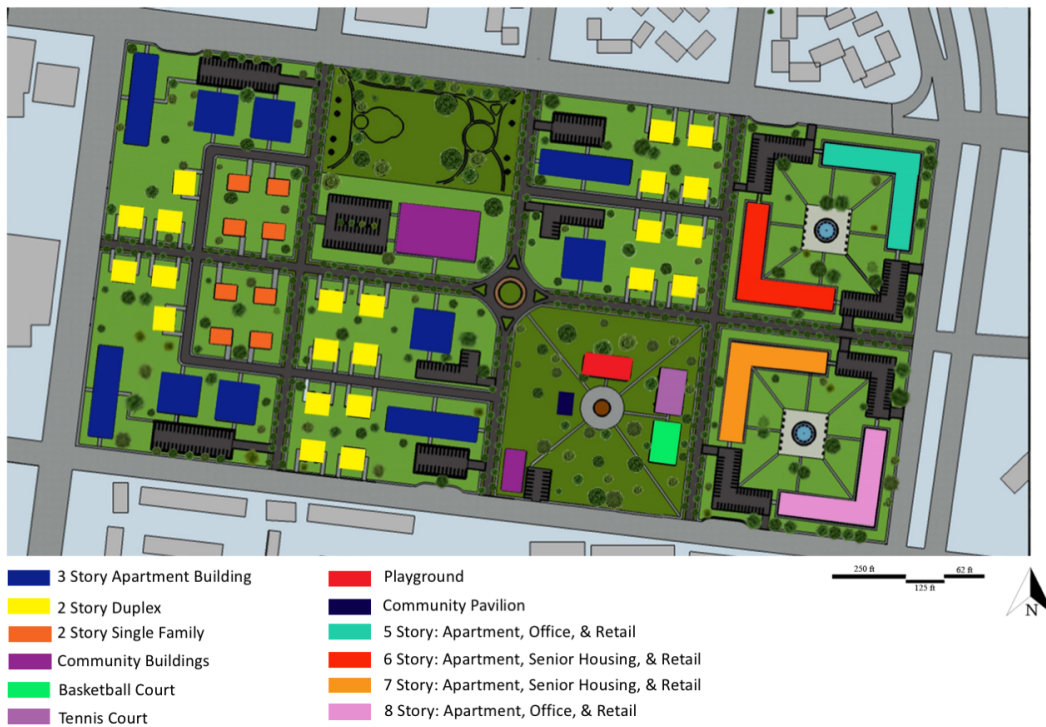 250 ft
62 ft
125 ft
N
3 Story Apartment Building
2 Story Duplex
2 Story Single Family
Community Buildings
Basketball Court
Tennis Court
Playground
Community Pavilion
5 Story: Apartment, Office, & Retail
6 Story: Apartment, Senior Housing, & Retail
7 Story: Apartment, Senior Housing, & Retail
8 Story: Apartment, Office, & Retail